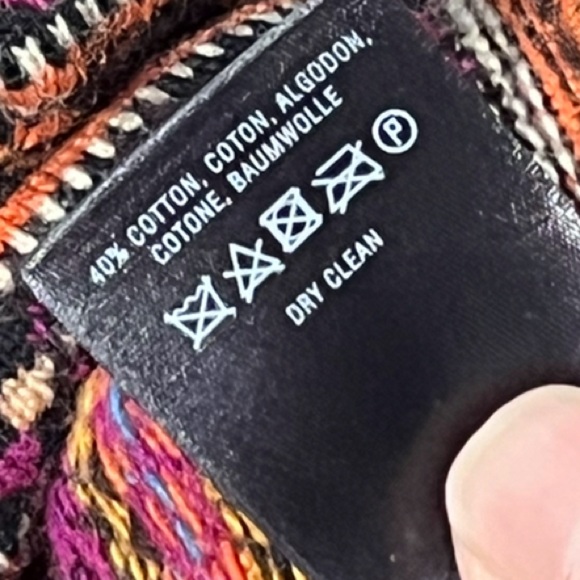 40% COTTON, COTON, ALGODON,
COTONE, BAUMWOLLE
P
DRY CLEAN